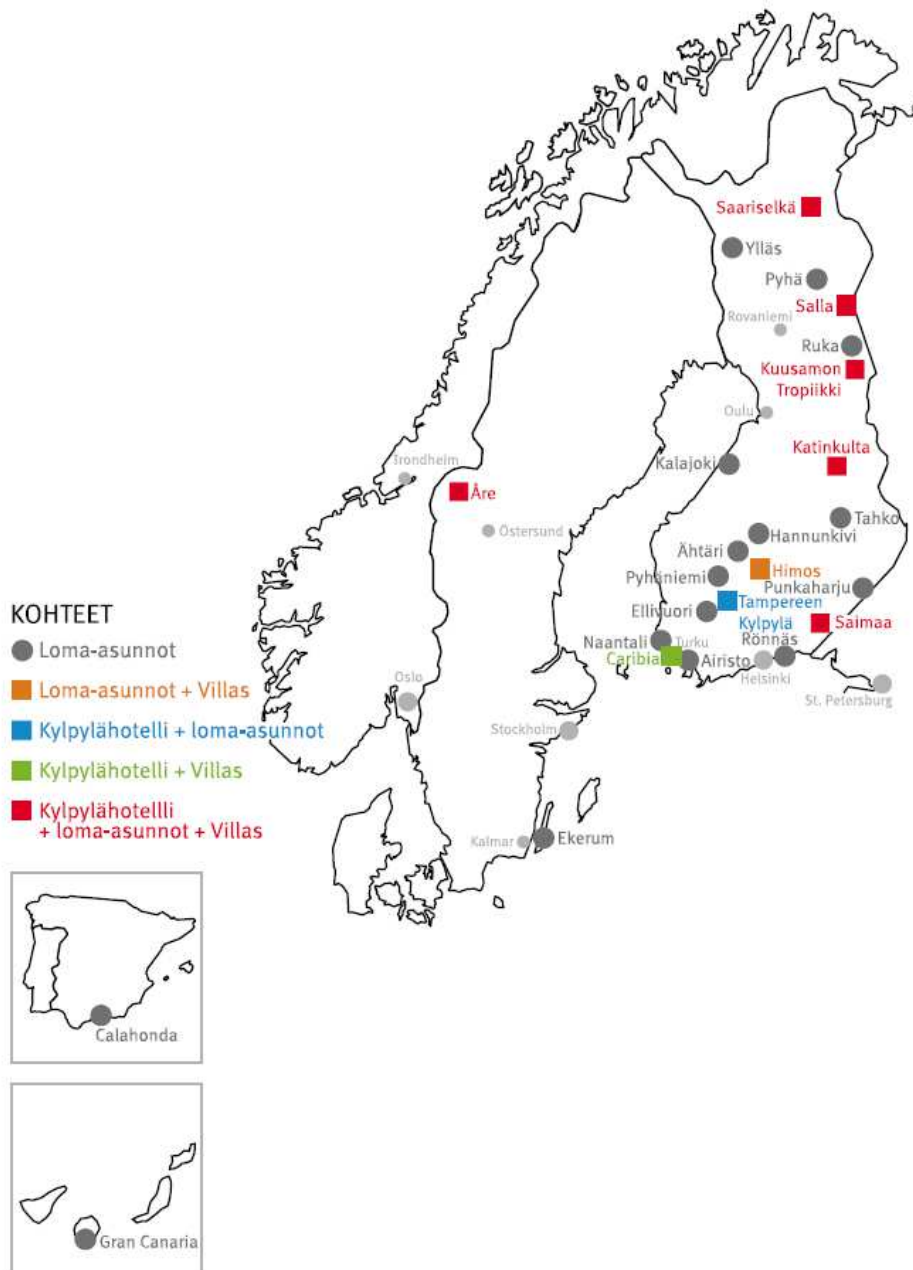 Saariselkä
Ylläs
Pyhä
Salla
Rovaniemi
Ruka
Kuusamon
Tropiikki
Oulu
Katinkulta
Kalajoki
Trondheim
Åre
Östersund
Tahko
Hannunkivi
Ähtäri
Himos
Pyhäniemi
Punkaharju
Tampereen
Kylpylä
Ellivuori
Saimaa
Rönnäs
Naantali
Turku
Caribia
Airisto
Helsinki
St. Petersburg
Oslo
Stockholm
Kalmar
Ekerum
KOHTEET
Loma-asunnot
Loma-asunnot + Villas
Kylpylähotelli + loma-asunnot
Kylpylähotelli + Villas
Kylpylähotellli
+ loma-asunnot + Villas
Calahonda
Gran Canaria